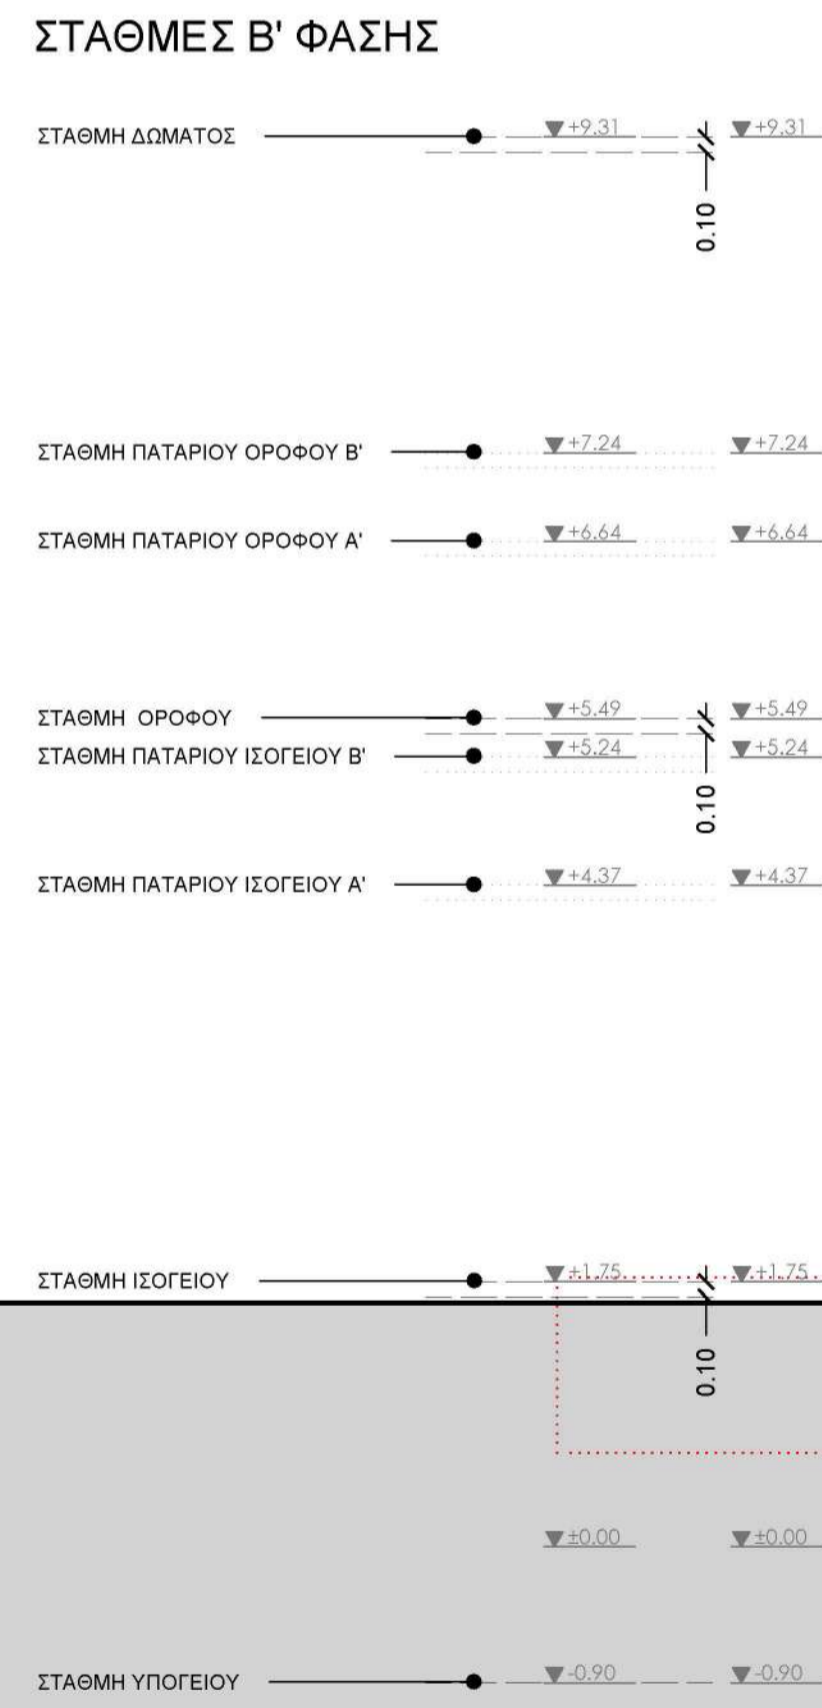 ΣΤΑΘΜΕΣ Β' ΦΑΣΗΣ
ΣΤΑΘΜΗ ΔΩΜΑΤΟΣ +9.31 +9.31
0.10
ΣΤΑΘΜΗ ΠΑΤΑΡΙΟΥ ΟΡΟΦΟΥ Β' +7.24 +7.24
ΣΤΑΘΜΗ ΠΑΤΑΡΙΟΥ ΟΡΟΦΟΥ Α' +6.64 +6.64
ΣΤΑΘΜΗ ΟΡΟΦΟΥ +5.49 +5.49
ΣΤΑΘΜΗ ΠΑΤΑΡΙΟΥ ΙΣΟΓΕΙΟΥ Β' +5.24 +5.24
0.10
ΣΤΑΘΜΗ ΠΑΤΑΡΙΟΥ ΙΣΟΓΕΙΟΥ Α' +4.37 +4.37
ΣΤΑΘΜΗ ΙΣΟΓΕΙΟΥ +1.75 +1.75
0.10
±0.00 ±0.00
ΣΤΑΘΜΗ ΥΠΟΓΕΙΟΥ -0.90 -0.90